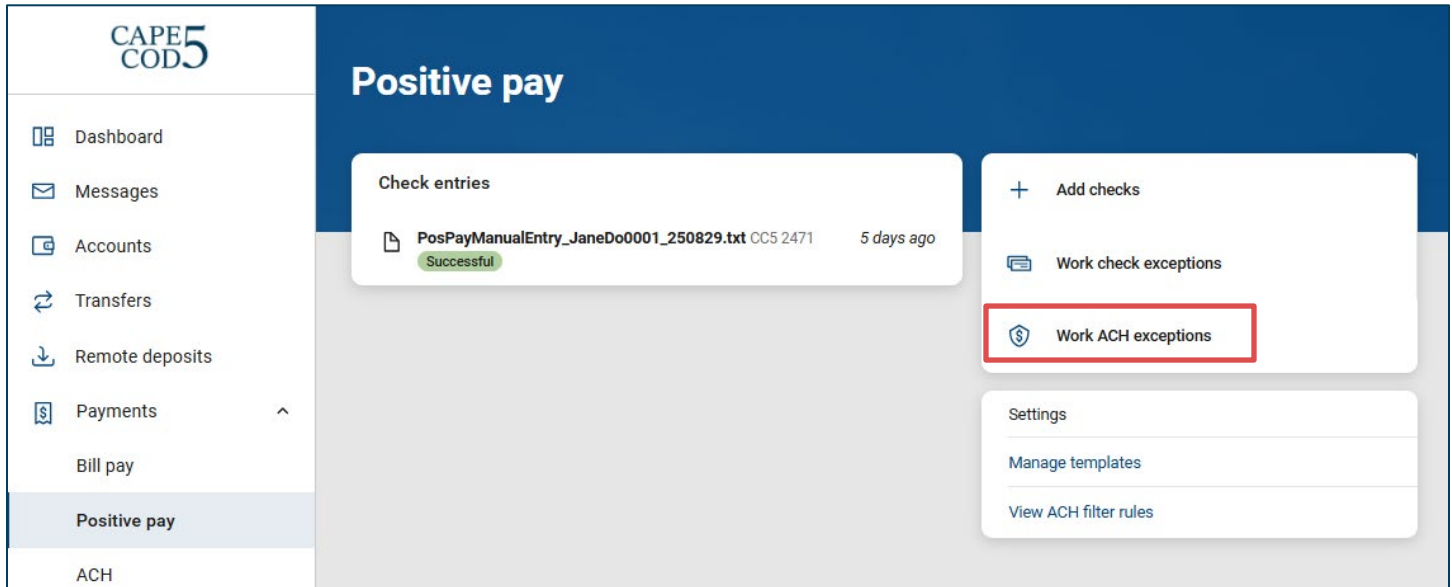 CAPE
COD5
Dashboard
Messages
Accounts
Transfers
Remote deposits
Payments
Bill pay
Positive pay
ACH
Positive pay
Check entries
PosPayManualEntry_JaneDo0001_250829.txt CC5 2471 5 days ago
Successful
Add checks
Work check exceptions
Work ACH exceptions
Settings
Manage templates
View ACH filter rules